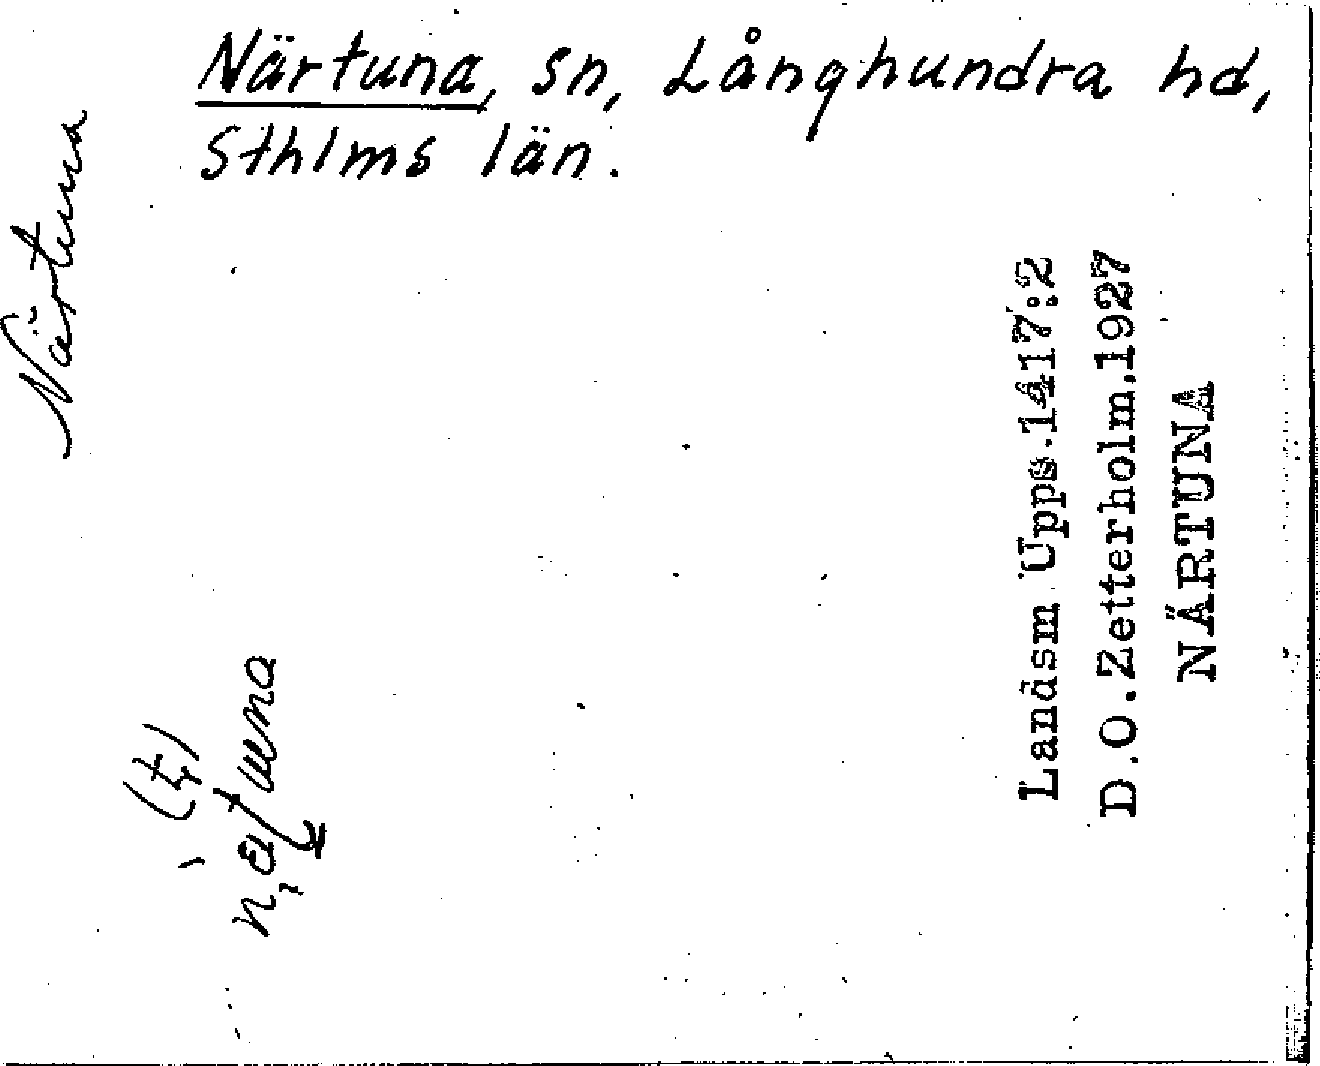 Närtuna, sn, Långhundra hd,
Sthlms län.
Närtuna
Landsm Upps.1417:2
D.O.Zetterholm.1927
NÄRTUNA